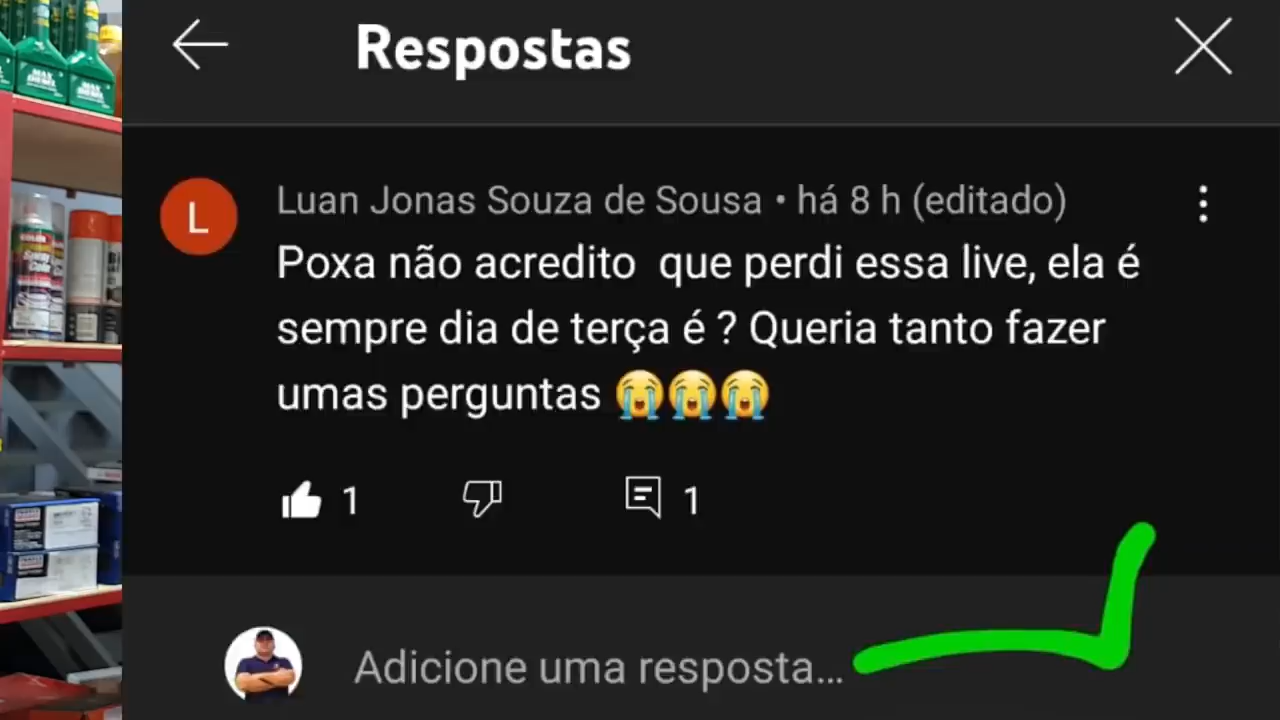 Respostas
L
Luan Jonas Souza de Sousa • há 8 h (editado)
Poxa não acredito que perdi essa live, ela é
sempre dia de terça é ? Queria tanto fazer
umas perguntas 😭😭😭
1
1
Adicione uma resposta...